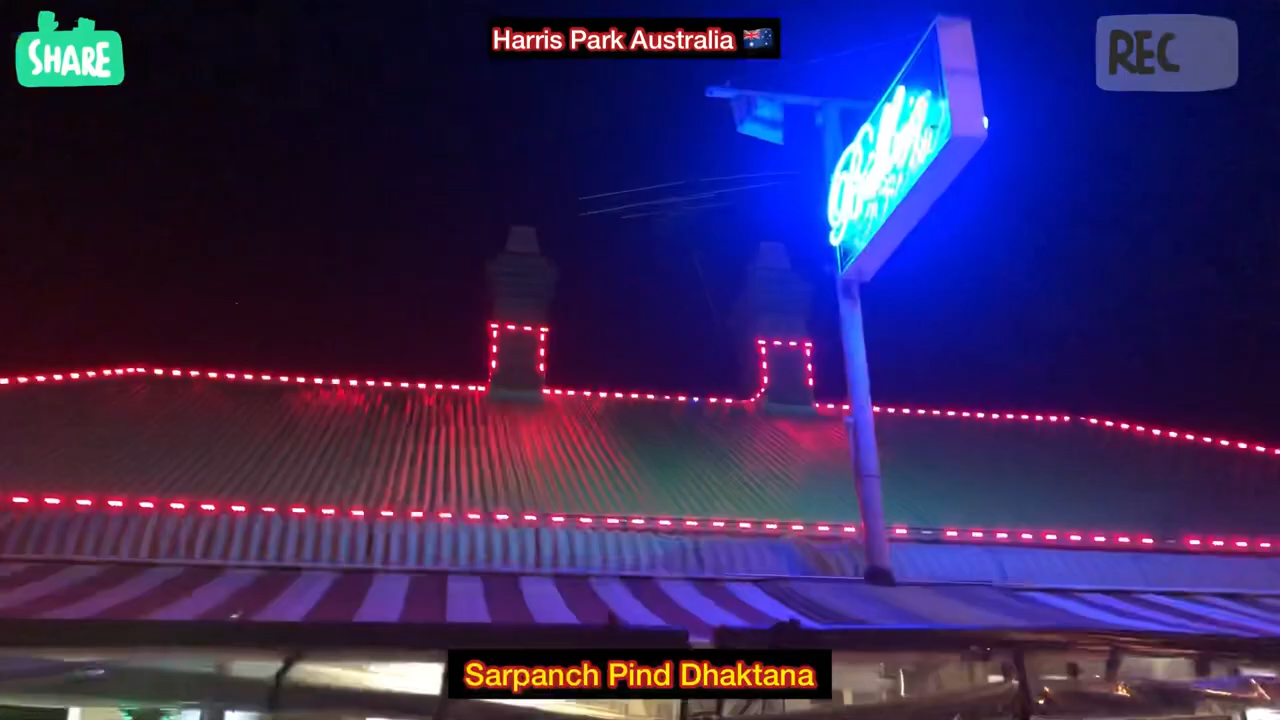 Harris Park Australia 🇦🇺
SHARE
REC
Sarpanch Pind Dhaktana